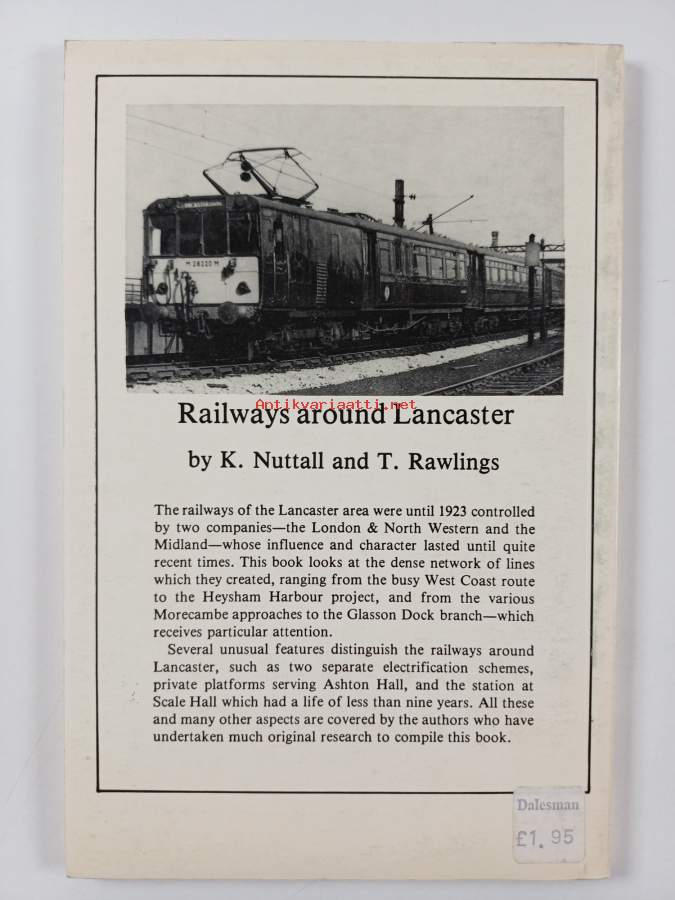 M 28220 M
Antikvariaatti.net
Railways around Lancaster
by K. Nuttall and T. Rawlings
The railways of the Lancaster area were until 1923 controlled
by two companies—the London & North Western and the
Midland—whose influence and character lasted until quite
recent times. This book looks at the dense network of lines
which they created, ranging from the busy West Coast route
to the Heysham Harbour project, and from the various
Morecambe approaches to the Glasson Dock branch—which
receives particular attention.
Several unusual features distinguish the railways around
Lancaster, such as two separate electrification schemes,
private platforms serving Ashton Hall, and the station at
Scale Hall which had a life of less than nine years. All these
and many other aspects are covered by the authors who have
undertaken much original research to compile this book.
Dalesman
£1.95